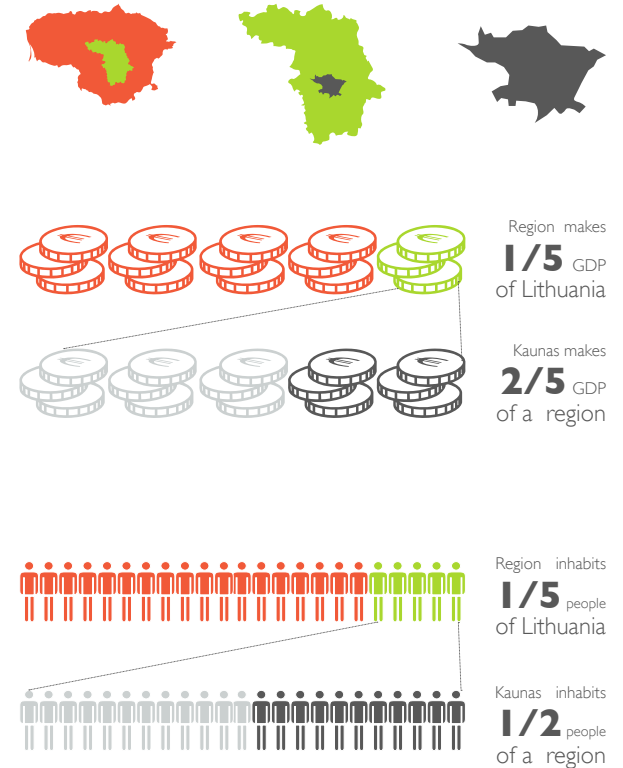 Region makes
1/5 GDP
of Lithuania
Kaunas makes
2/5 GDP
of a region
Region inhabits
1/5 people
of Lithuania
Kaunas inhabits
1/2 people
of a region